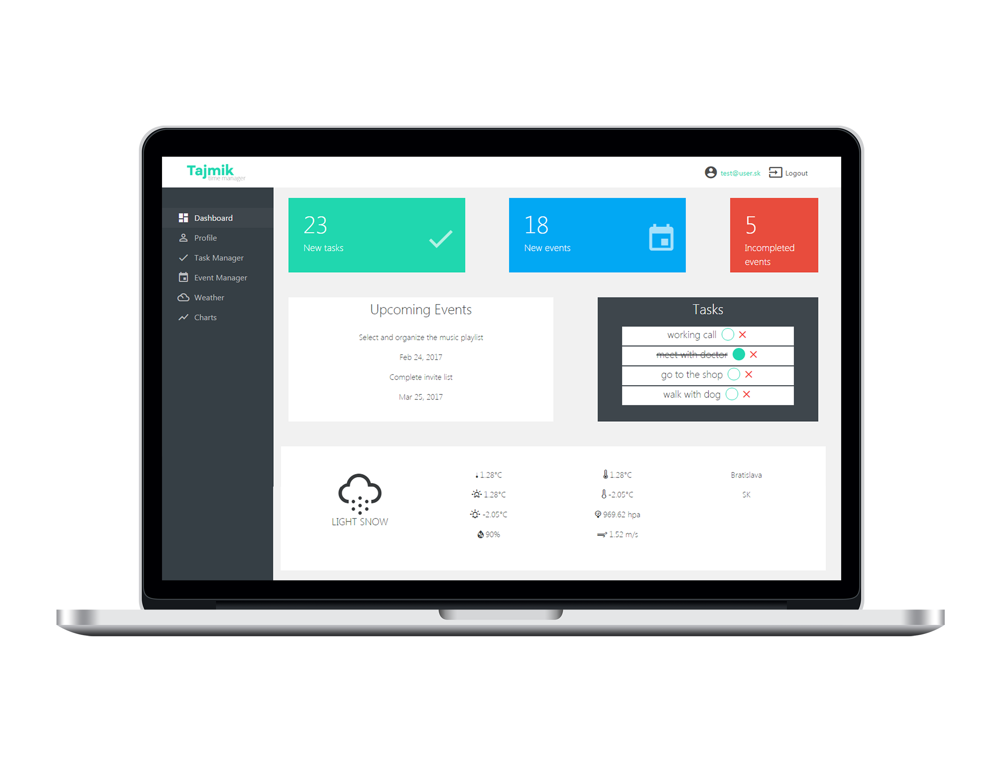 Tajmik
time manager
test@user.sk
Logout
Dashboard
Profile
Task Manager
Event Manager
Weather
Charts
23
New tasks
18
New events
5
Incompleted
events
Upcoming Events
Select and organize the music playlist
Feb 24, 2017
Complete invite list
Mar 25, 2017
Tasks
working call
meet with doctor
go to the shop
walk with dog
LIGHT SNOW
1.28°C
1.28°C
-2.05°C
90%
1.28°C
-2.05°C
969.62 hpa
1.52 m/s
Bratislava
SK